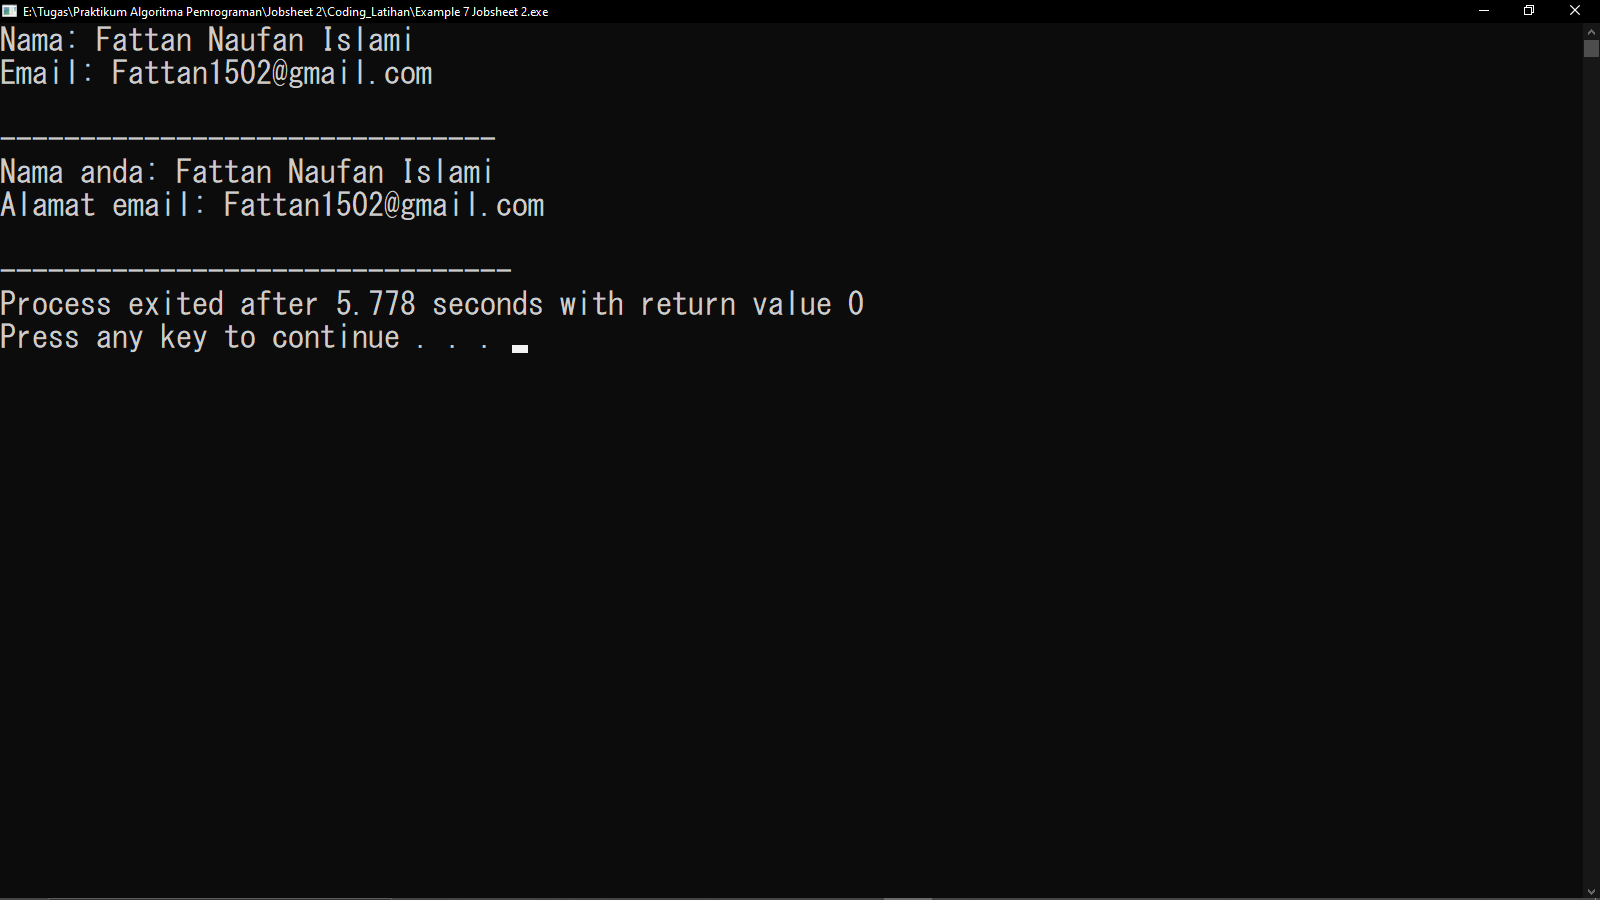 E:\Tugas\Praktikum Algoritma Pemrograman\Jobsheet 2\Coding_Latihan\Example 7 Jobsheet 2.exe
Nama: Fattan Naufan Islami
Email: Fattan1502@gmail.com
-------------------------------
Nama anda: Fattan Naufan Islami
Alamat email: Fattan1502@gmail.com
--------------------------------
Process exited after 5.778 seconds with return value 0
Press any key to continue . . .